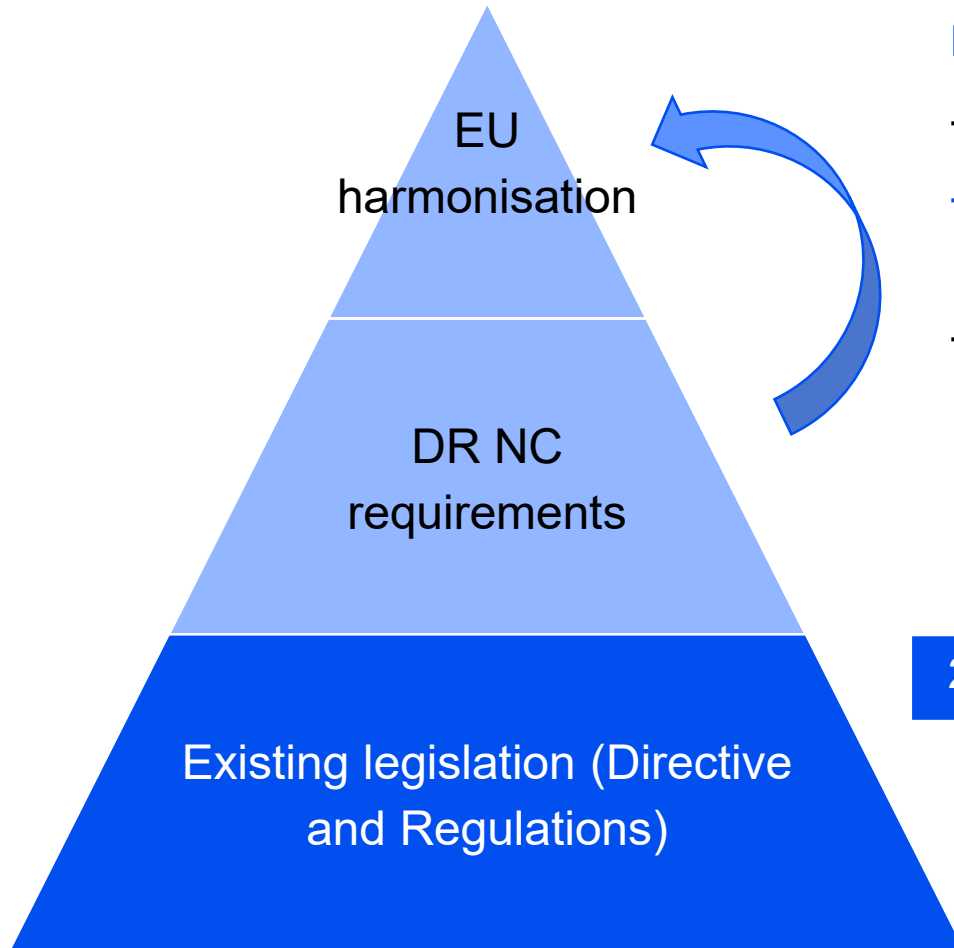 EU
harmonisation
DR NC
requirements
Existing legislation (Directive
and Regulations)